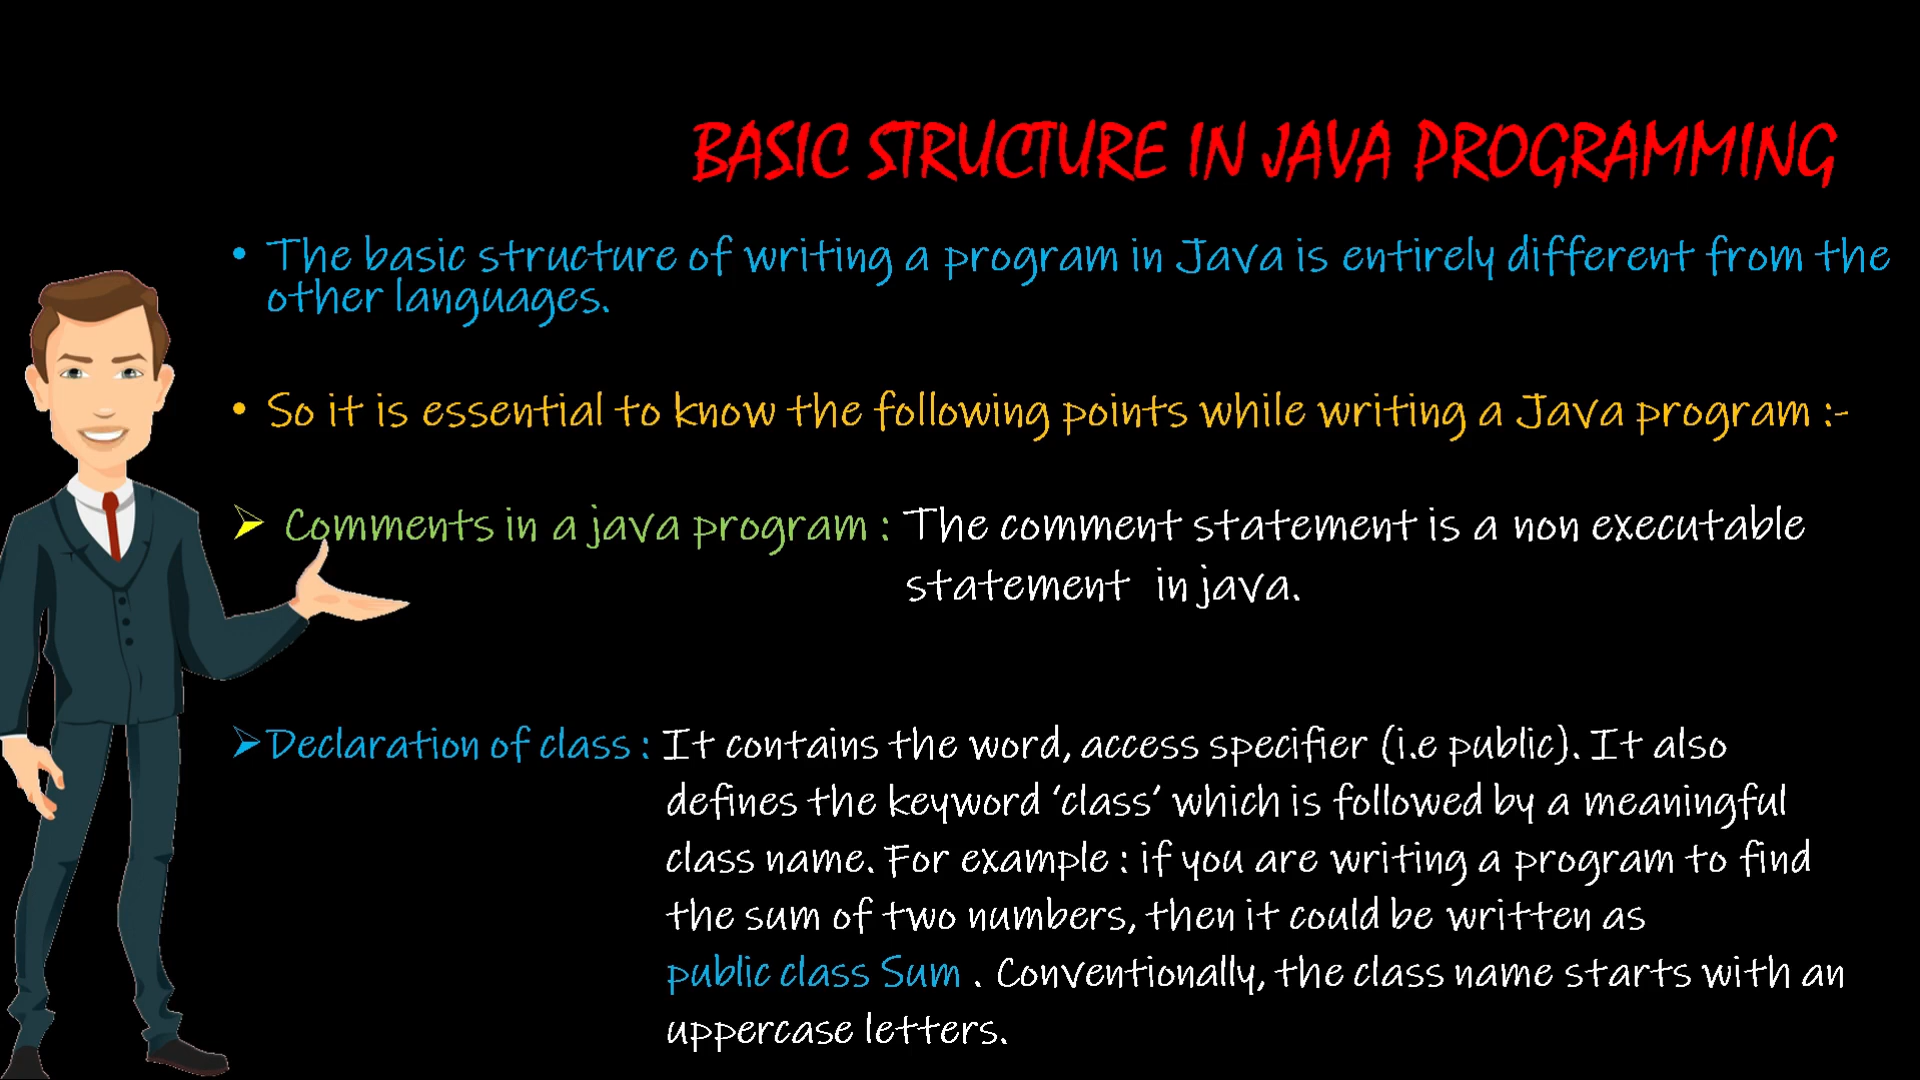 BASIC STRUCTURE IN JAVA PROGRAMMING
• The basic structure of writing a program in Java is entirely different from the
other languages.
• So it is essential to know the following points while writing a Java program :-
➢ Comments in a java program : The comment statement is a non executable
statement in java.
➢ Declaration of class : It contains the word, access specifier (i.e public). It also
defines the keyword ‘class’ which is followed by a meaningful
class name. For example : if you are writing a program to find
the sum of two numbers, then it could be written as
public class Sum . Conventionally, the class name starts with an
uppercase letters.